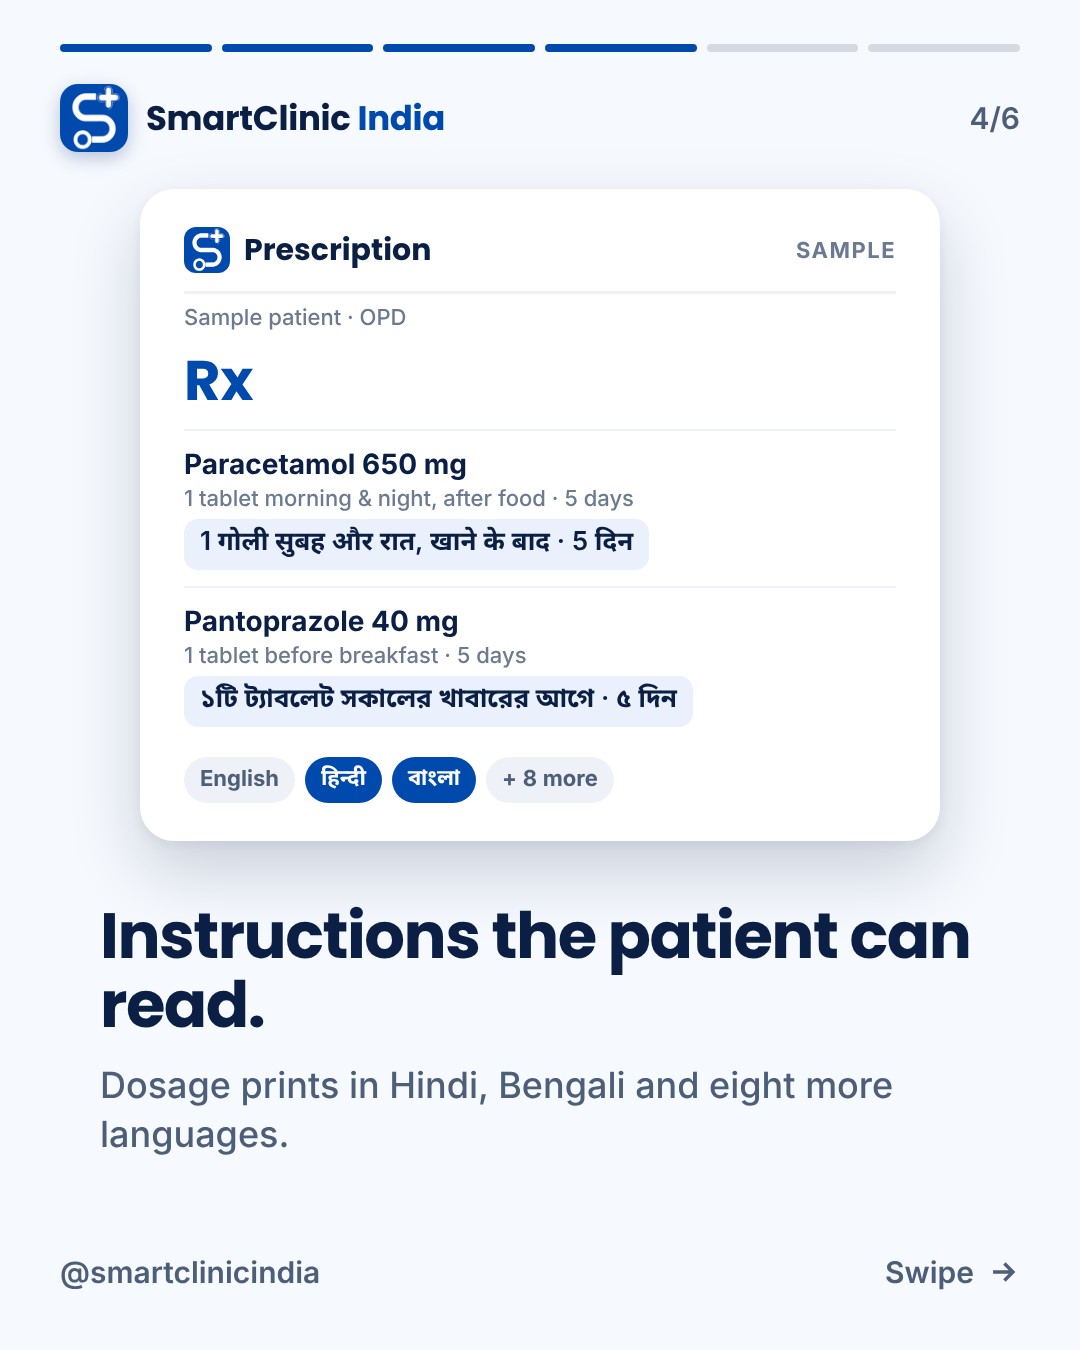 SmartClinic India
4/6
Prescription
SAMPLE
Sample patient · OPD
Rx
Paracetamol 650 mg
1 tablet morning & night, after food · 5 days
1 गोली सुबह और रात, खाने के बाद · 5 दिन
Pantoprazole 40 mg
1 tablet before breakfast · 5 days
১টি ট্যাবলেট সকালের খাবারের আগে · ৫ দিন
English हिन्दी বাংলা + 8 more
Instructions the patient can
read.
Dosage prints in Hindi, Bengali and eight more
languages.
@smartclinicindia
Swipe →